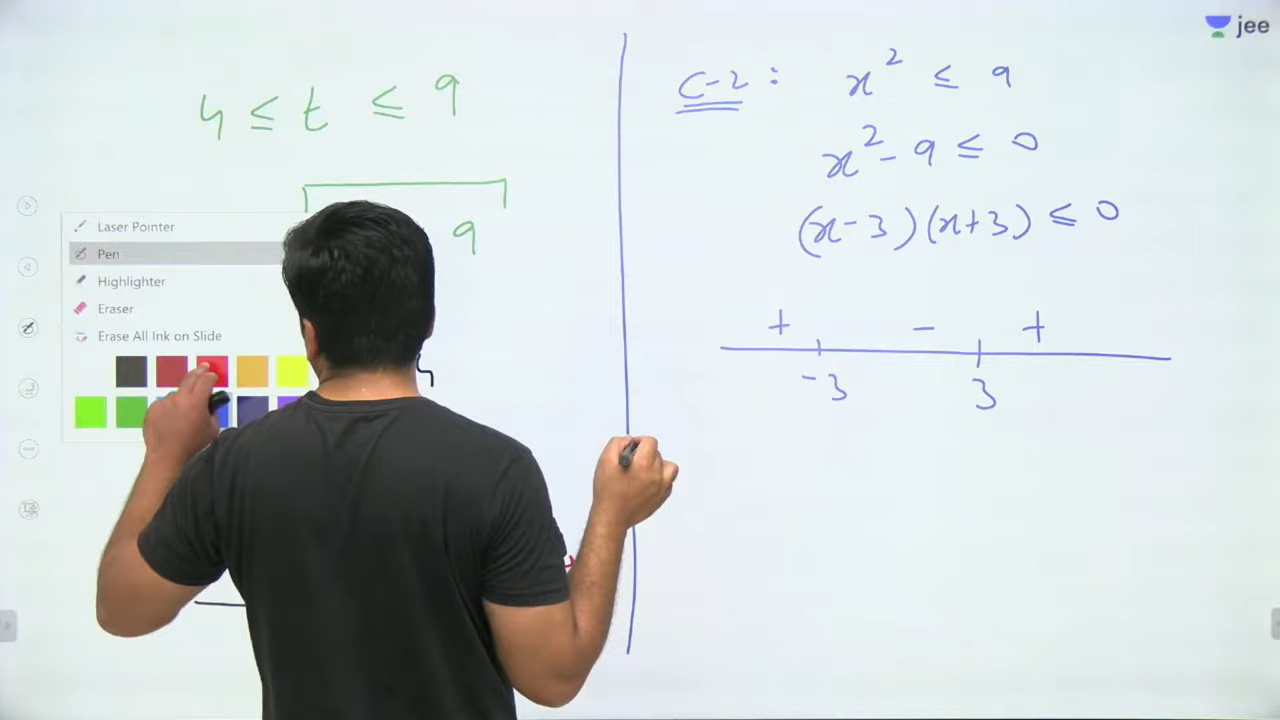 jee
4 ≤ t ≤ 9
9
Laser Pointer
Pen
Highlighter
Eraser
Erase All Ink on Slide
C-2 : x² ≤ 9
x² - 9 ≤ 0
(x-3)(x+3) ≤ 0
+ - +
-3 3